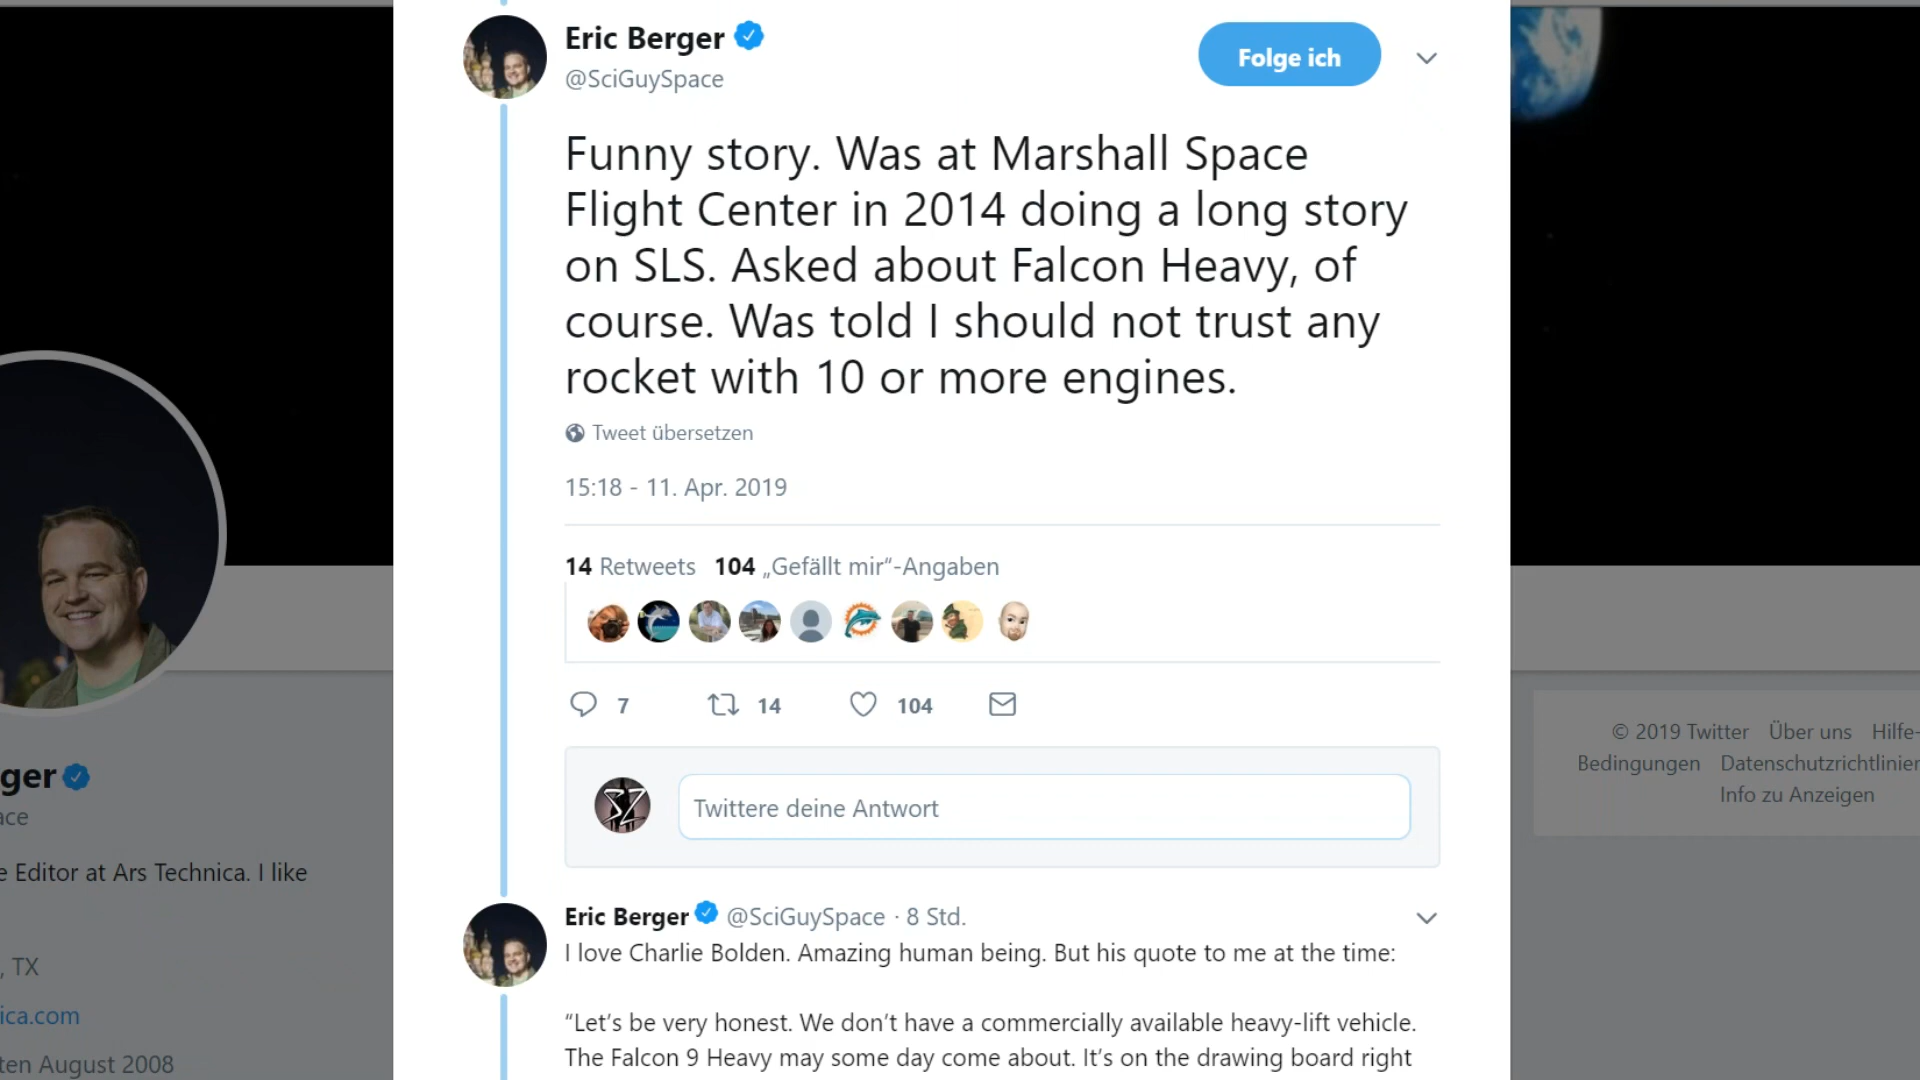 Eric Berger
@SciGuySpace
Folge ich
Funny story. Was at Marshall Space
Flight Center in 2014 doing a long story
on SLS. Asked about Falcon Heavy, of
course. Was told I should not trust any
rocket with 10 or more engines.
Tweet übersetzen
15:18 - 11. Apr. 2019
14 Retweets 104 „Gefällt mir“-Angaben
7 14 104
Twittere deine Antwort
Eric Berger @SciGuySpace · 8 Std.
I love Charlie Bolden. Amazing human being. But his quote to me at the time:
“Let’s be very honest. We don’t have a commercially available heavy-lift vehicle.
The Falcon 9 Heavy may some day come about. It’s on the drawing board right
ger
ace
e Editor at Ars Technica. I like
, TX
ica.com
ten August 2008
© 2019 Twitter Über uns Hilfe-
Bedingungen Datenschutzrichtlinien
Info zu Anzeigen